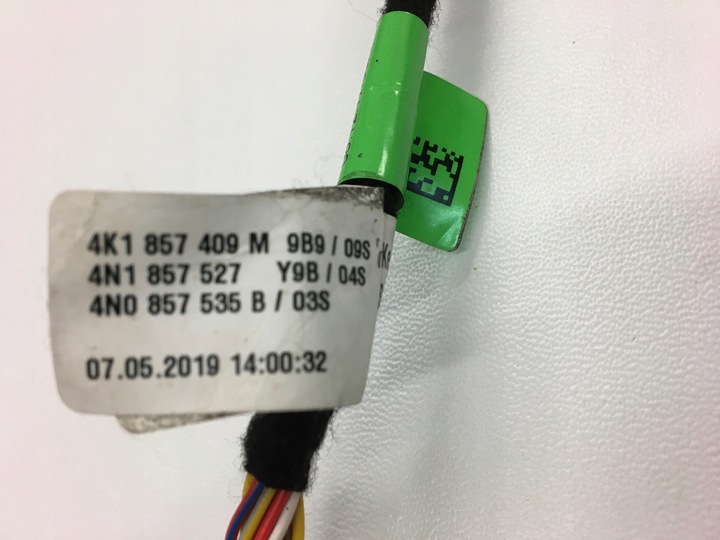 4K1 857 409 M 9B9 / 09S
4N1 857 527 Y9B / 04S
4N0 857 535 B / 03S
07.05.2019 14:00:32